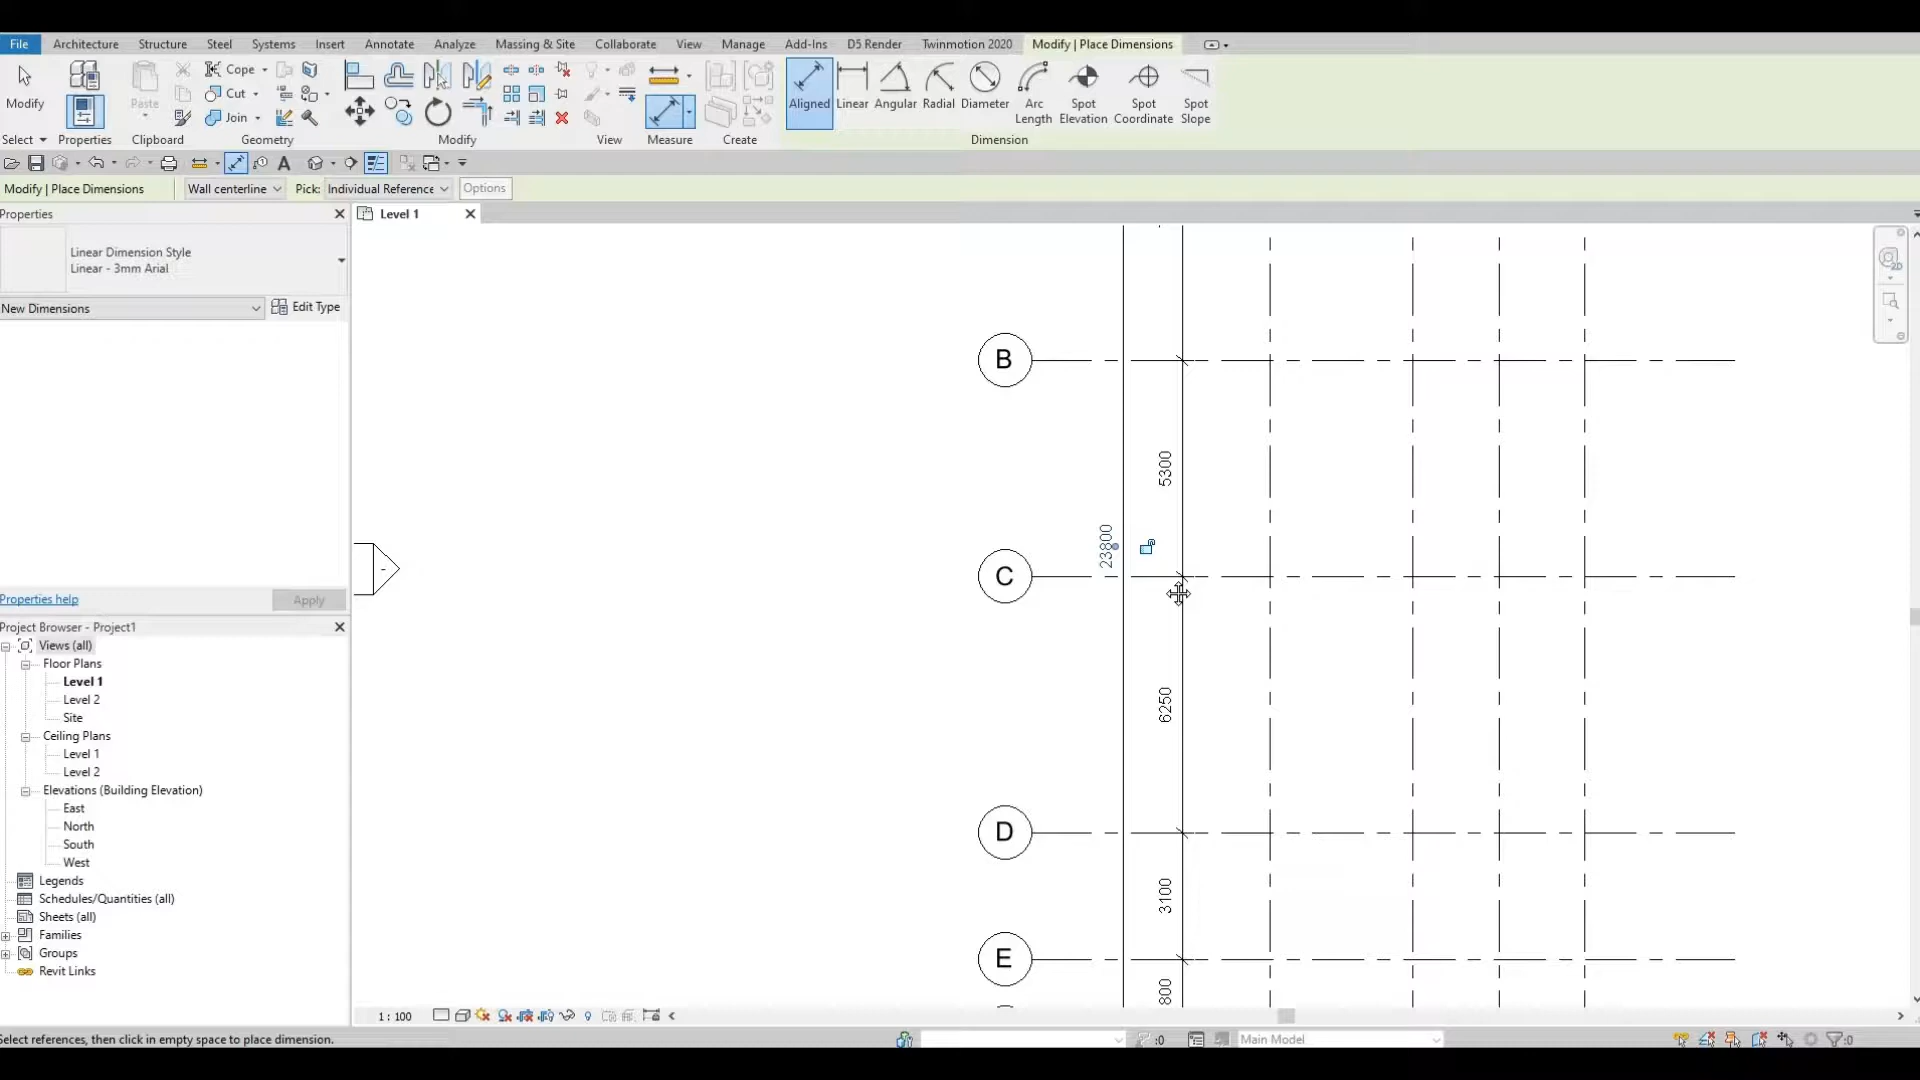 File Architecture Structure Steel Systems Insert Annotate Analyze Massing & Site Collaborate View Manage Add-Ins D5 Render Twinmotion 2020 Modify | Place Dimensions
Modify Paste Cope Cut Join Aligned Linear Angular Radial Diameter Arc Length Spot Elevation Spot Coordinate Spot Slope
Select Properties Clipboard Geometry Modify View Measure Create Dimension
A
Modify | Place Dimensions Wall centerline Pick: Individual Reference Options
Properties
Level 1
Linear Dimension Style
Linear - 3mm Arial
New Dimensions Edit Type
2D
B
5300
23800
C
-
6250
D
3100
E
800
Properties help Apply
Project Browser - Project1
Views (all)
Floor Plans
Level 1
Level 2
Site
Ceiling Plans
Level 1
Level 2
Elevations (Building Elevation)
East
North
South
West
Legends
Schedules/Quantities (all)
Sheets (all)
Families
Groups
Revit Links
1 : 100
Select references, then click in empty space to place dimension.
:0
Main Model
:0